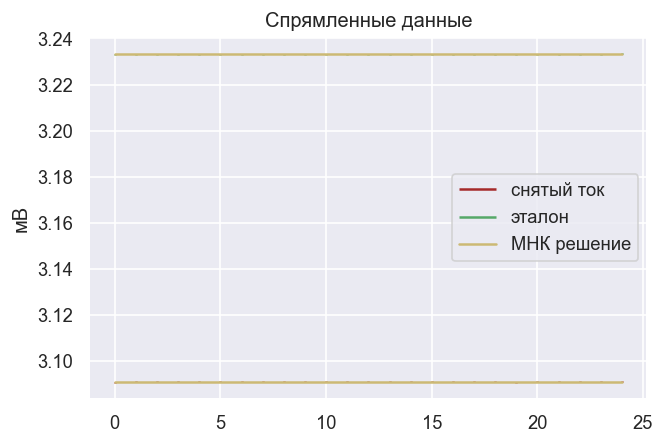 Спрямленные данные
3.24
3.22
3.20
3.18
3.16
3.14
3.12
3.10
мВ
снятый ток
эталон
МНК решение
0 5 10 15 20 25